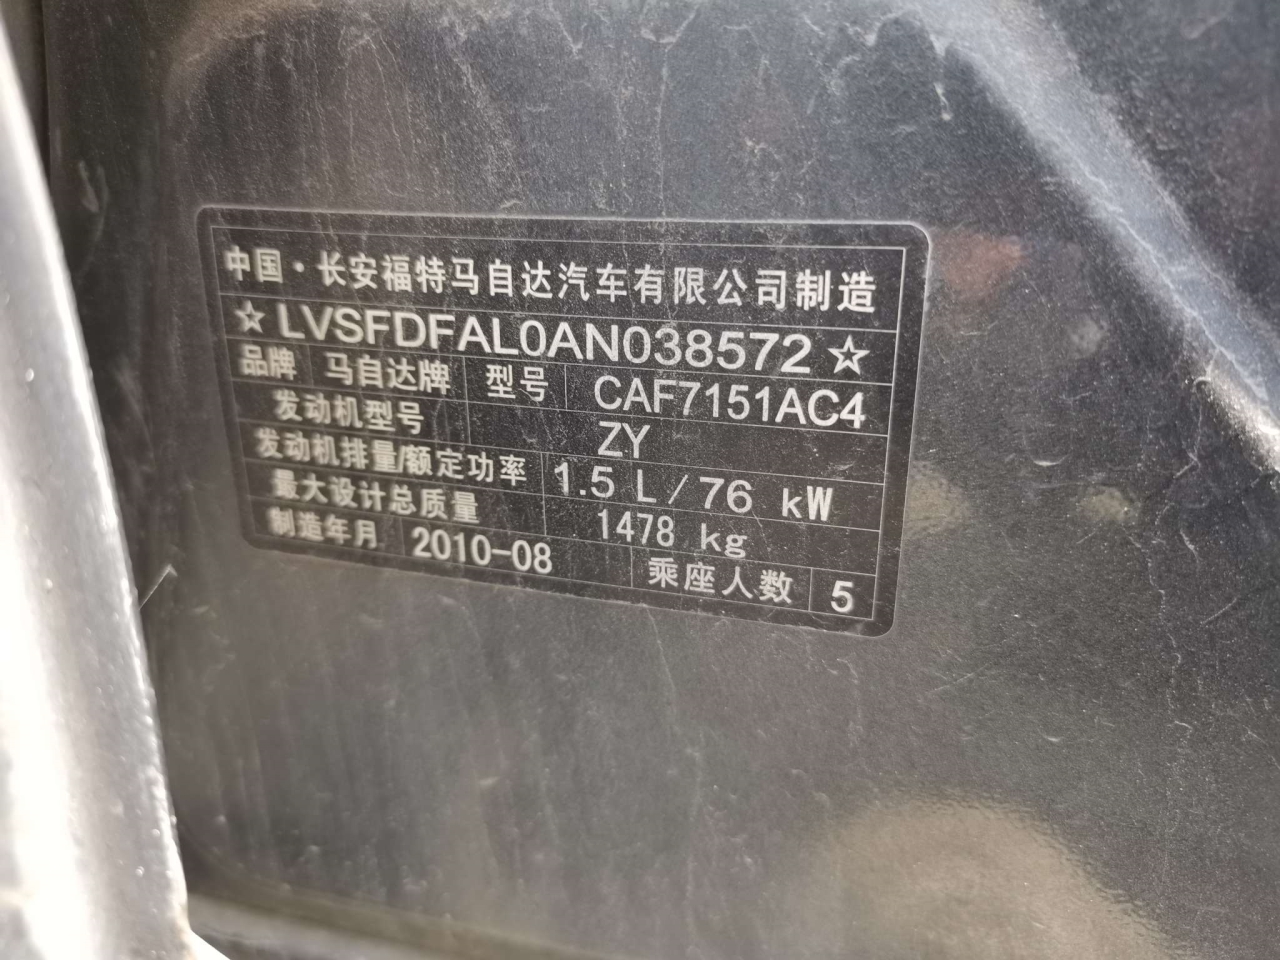 中国·长安福特马自达汽车有限公司制造
☆LVSFDFAL0AN038572☆
品牌 马自达牌 型号 CAF7151AC4
发动机型号 ZY
发动机排量/额定功率 1.5 L/76 kW
最大设计总质量 1478 kg
制造年月 2010-08 乘座人数 5